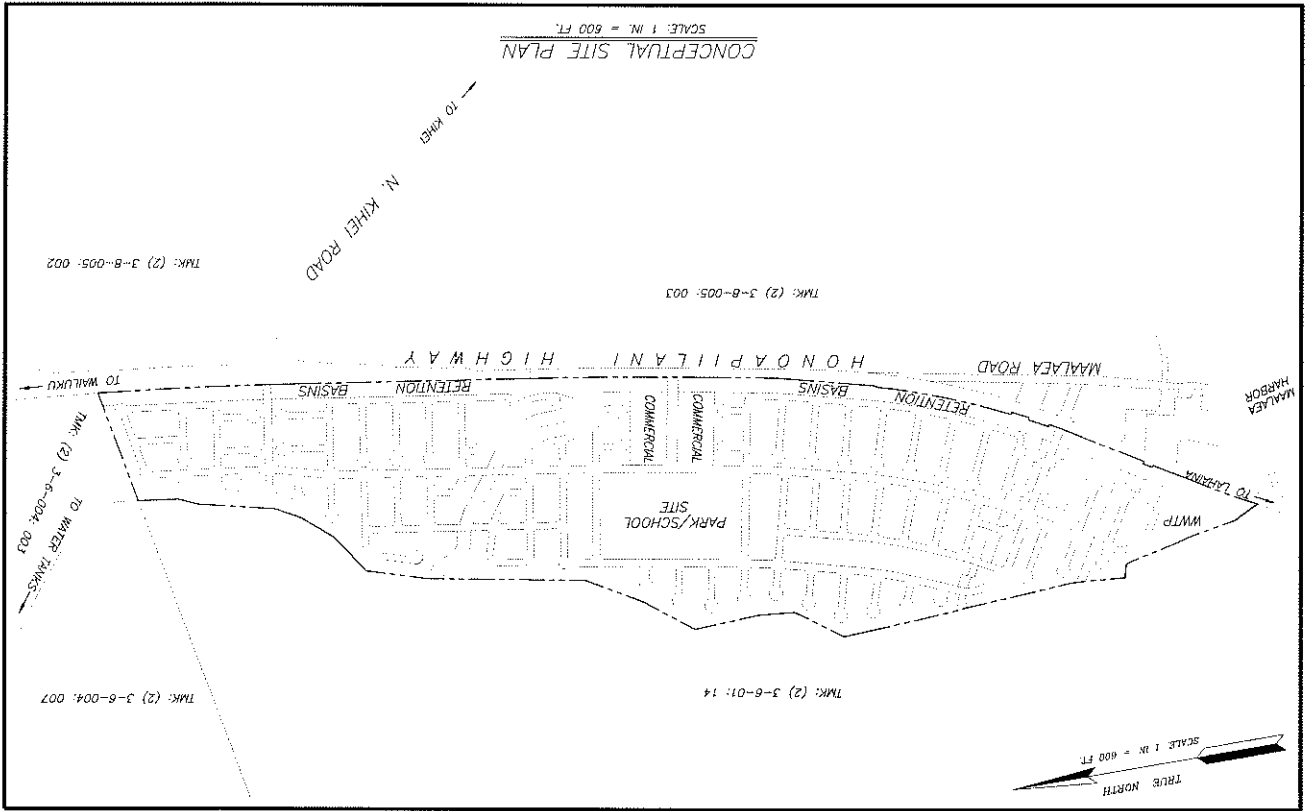 TRUE NORTH
SCALE 1 IN = 600 FT.
TMK: (2) 3-6-01: 14
TMK: (2) 3-6-004: 007
TO WATER TANKS
TMK: (2) 3-6-004: 003
WWTP
TO LAHAINA
PARK/SCHOOL
SITE
COMMERCIAL
COMMERCIAL
RETENTION BASINS
RETENTION BASINS
TO WAILUKU
MAALAEA
HARBOR
MAALAEA ROAD
HONOAPIILANI HIGHWAY
TMK: (2) 3-8-005: 003
TMK: (2) 3-8-005: 002
N. KIHEI ROAD
TO KIHEI
CONCEPTUAL SITE PLAN
SCALE: 1 IN. = 600 FT.